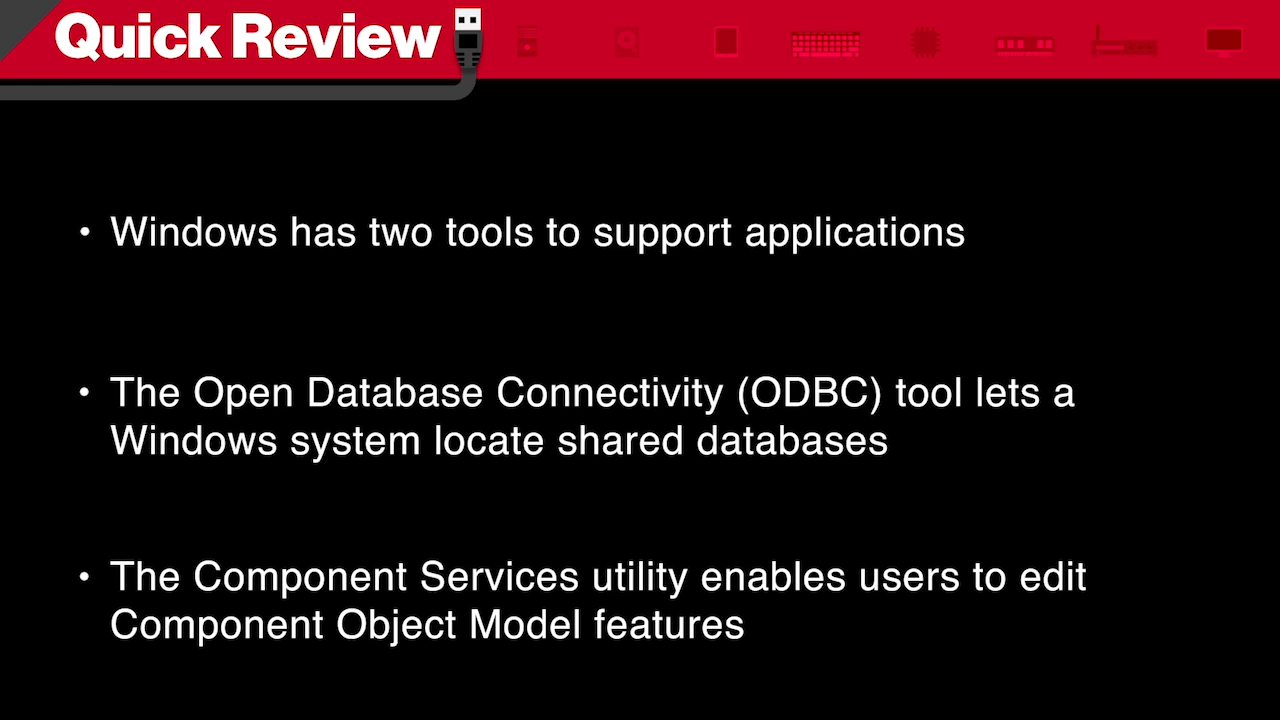 Quick Review
• Windows has two tools to support applications
• The Open Database Connectivity (ODBC) tool lets a
Windows system locate shared databases
• The Component Services utility enables users to edit
Component Object Model features